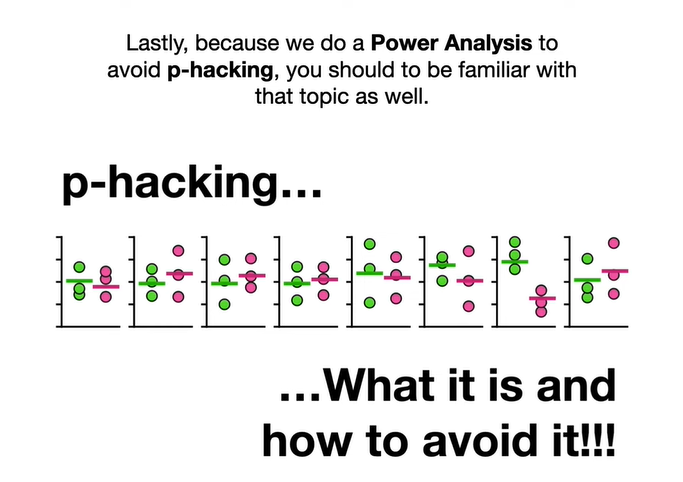 Lastly, because we do a Power Analysis to
avoid p-hacking, you should to be familiar with
that topic as well.
p-hacking...
...What it is and
how to avoid it!!!